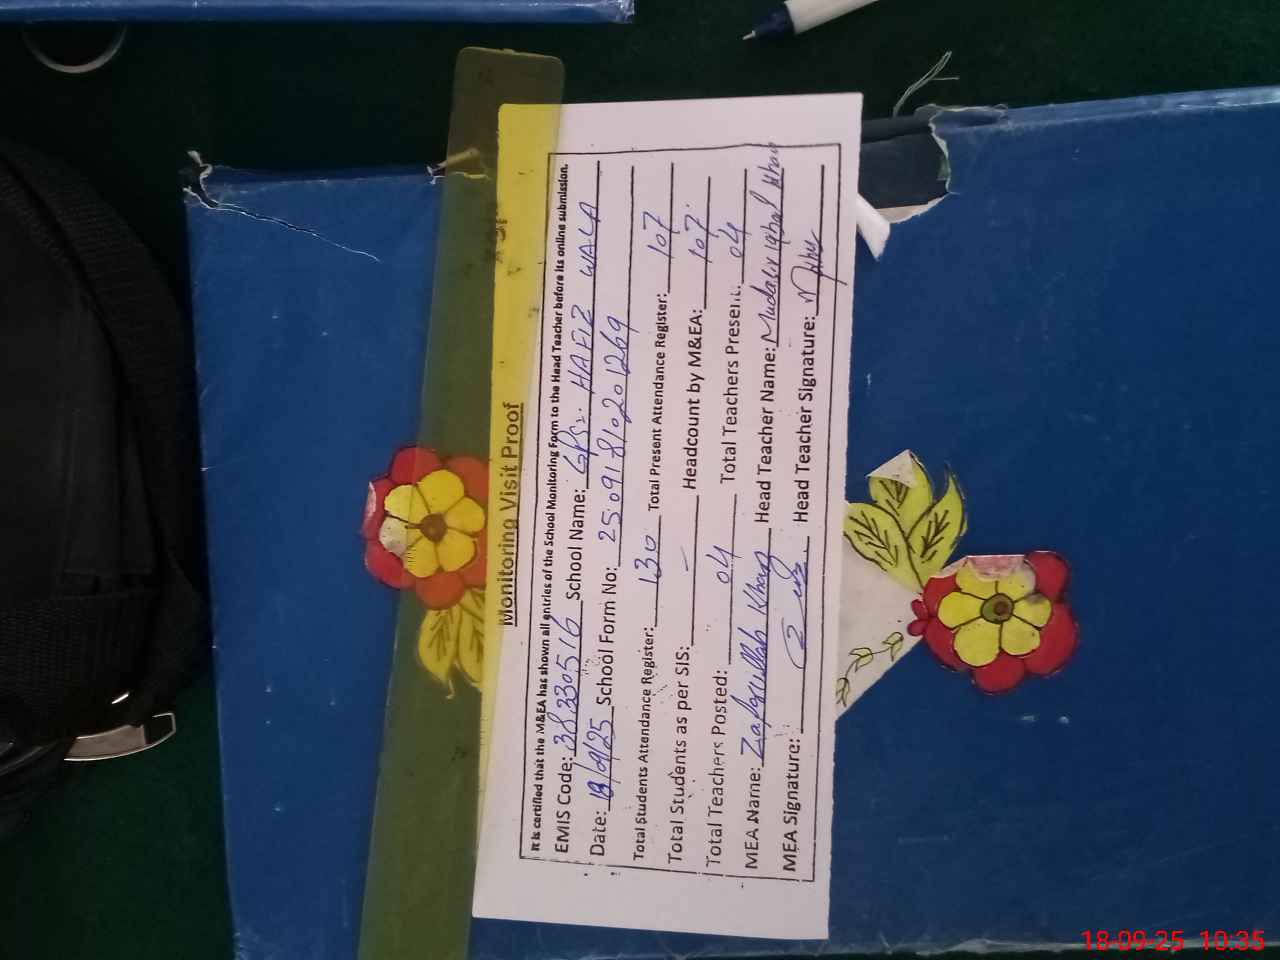 Monitoring Visit Proof
It is certified that the M&EA has shown all entries of the School Monitoring Form to the Head Teacher before its online submission.
EMIS Code: 38330516 School Name: GPS:- HAFIZ WALA
Date: 18/9/25 School Form No: 25091810201269
Total Students Attendance Register: 130 Total Present Attendance Register: 107
Total Students as per SIS: - Headcount by M&EA: 107
Total Teachers Posted: 04 Total Teachers Present: 04
MEA Name: Zafarullah Khan Head Teacher Name: Mudasir Iqbal Khan
MEA Signature: Head Teacher Signature:
18-09-25 10:35